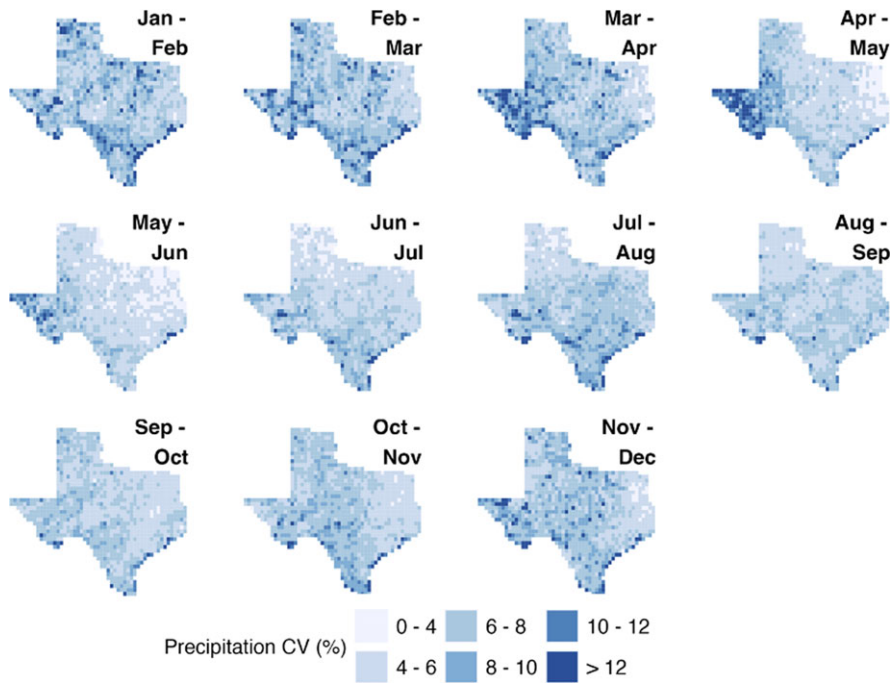 Jan -
Feb
Feb -
Mar
Mar -
Apr
Apr -
May
May -
Jun
Jun -
Jul
Jul -
Aug
Aug -
Sep
Sep -
Oct
Oct -
Nov
Nov -
Dec
Precipitation CV (%)
0 - 4
6 - 8
10 - 12
4 - 6
8 - 10
> 12